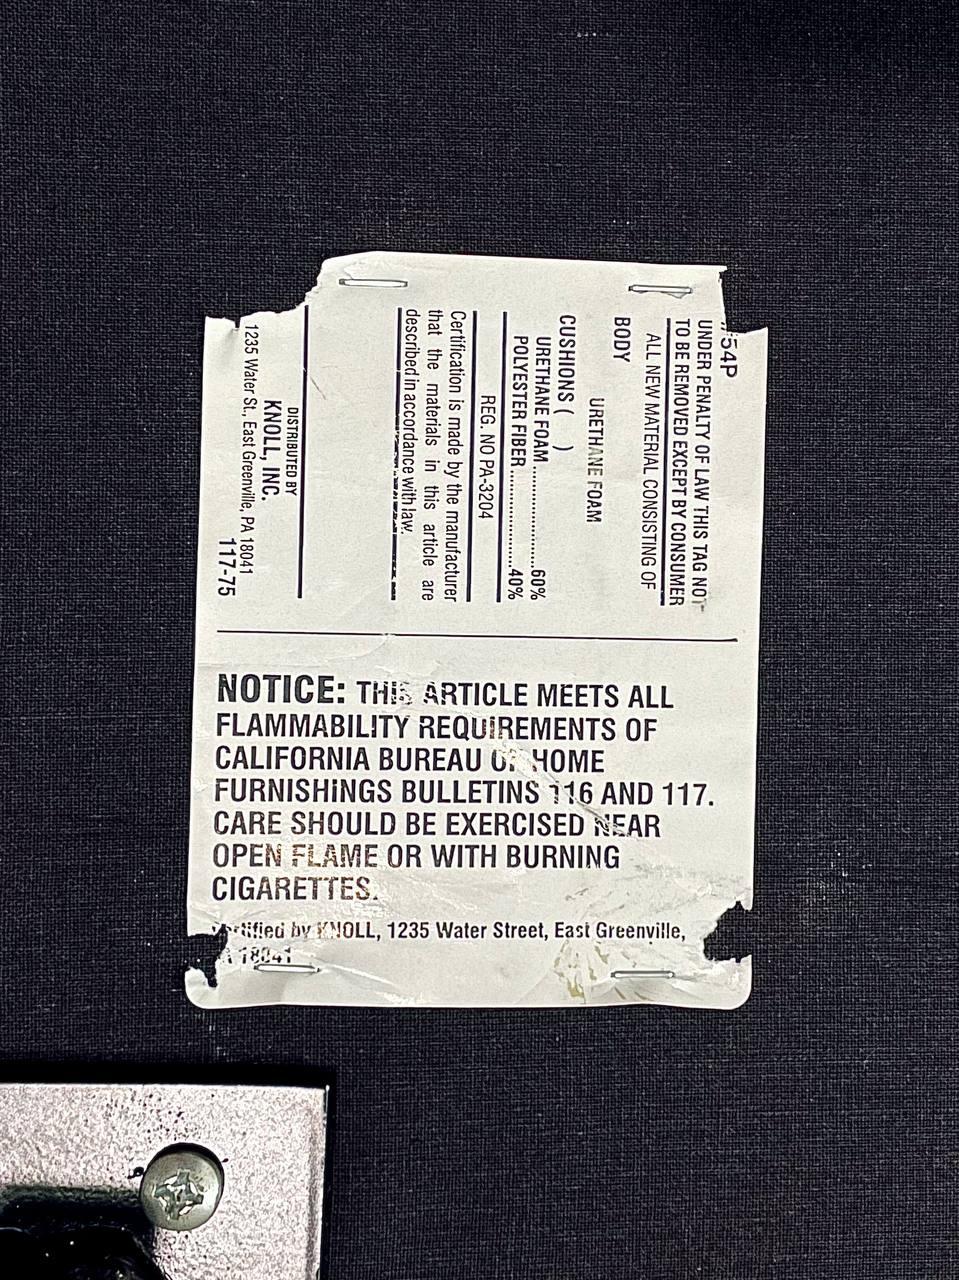 54P
UNDER PENALTY OF LAW THIS TAG NOT
TO BE REMOVED EXCEPT BY CONSUMER
ALL NEW MATERIAL CONSISTING OF
BODY
URETHANE FOAM
CUSHIONS ( )
URETHANE FOAM ..................60%
POLYESTER FIBER..................40%
REG. NO PA-3204
Certification is made by the manufacturer
that the materials in this article are
described in accordance with law.
DISTRIBUTED BY
KNOLL, INC.
1235 Water St., East Greenville, PA 18041
117-75
NOTICE: THIS ARTICLE MEETS ALL
FLAMMABILITY REQUIREMENTS OF
CALIFORNIA BUREAU OF HOME
FURNISHINGS BULLETINS 116 AND 117.
CARE SHOULD BE EXERCISED NEAR
OPEN FLAME OR WITH BURNING
CIGARETTES.
by KNOLL, 1235 Water Street, East Greenville,
18041